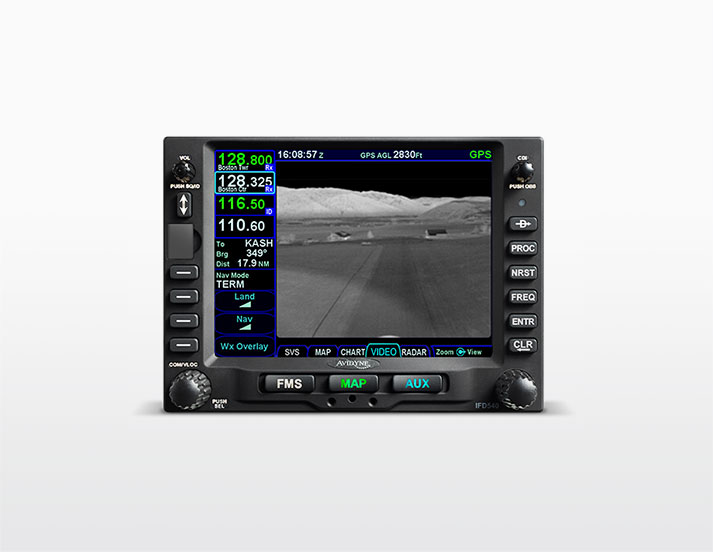 VOL
CDI
PUSH SQ/ID
PUSH OBS
128.800
Boston Twr Rx
128.325
Boston Ctr Rx
116.50
ID
110.60
To KASH
Brg 349°
Dist 17.9 NM
Nav Mode
TERM
Land
Nav
Wx Overlay
16:08:57 Z GPS AGL 2830Ft GPS
SVS MAP CHART VIDEO RADAR Zoom View
D
PROC
NRST
FREQ
ENTR
CLR
COM/VLOC
PUSH
SEL
AVIDYNE
FMS MAP AUX
IFD540